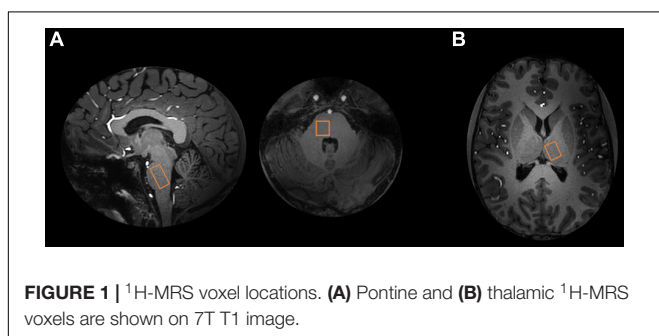 A
B
FIGURE 1 | ¹H-MRS voxel locations. (A) Pontine and (B) thalamic ¹H-MRS
voxels are shown on 7T T1 image.